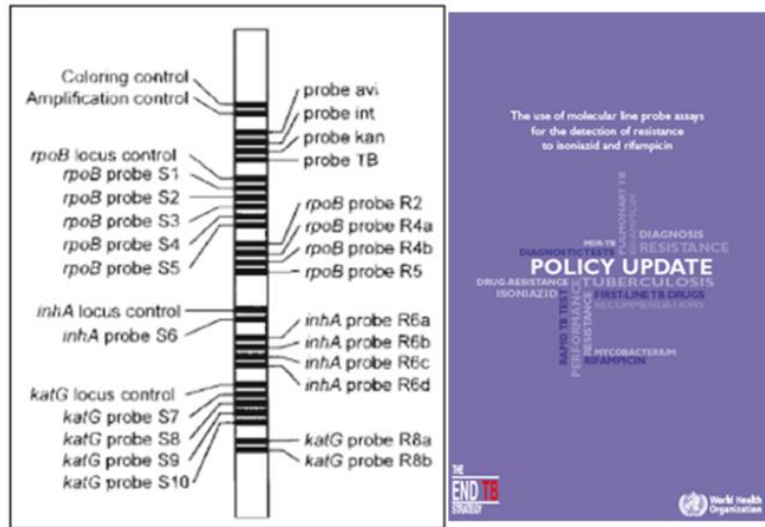 Coloring control
Amplification control
rpoB locus control
rpoB probe S1
rpoB probe S2
rpoB probe S3
rpoB probe S4
rpoB probe S5
inhA locus control
inhA probe S6
katG locus control
katG probe S7
katG probe S8
katG probe S9
katG probe S10
probe avi
probe int
probe kan
probe TB
rpoB probe R2
rpoB probe R4a
rpoB probe R4b
rpoB probe R5
inhA probe R6a
inhA probe R6b
inhA probe R6c
inhA probe R6d
katG probe R8a
katG probe R8b
The use of molecular line probe assays
for the detection of resistance
to isoniazid and rifampicin
PULMONARY TB
RIFAMPICIN
DIAGNOSIS
MDR-TB
RESISTANCE
DIAGNOSTIC TESTS
POLICY UPDATE
DRUG-RESISTANCE
TUBERCULOSIS
ISONIAZID
FIRST-LINE TB DRUGS
RECOMMENDATIONS
RAPID TB TEST
PERFORMANCE
RESISTANCE
MYCOBACTERIUM
RIFAMPICIN
THE
END TB
STRATEGY
World Health
Organization